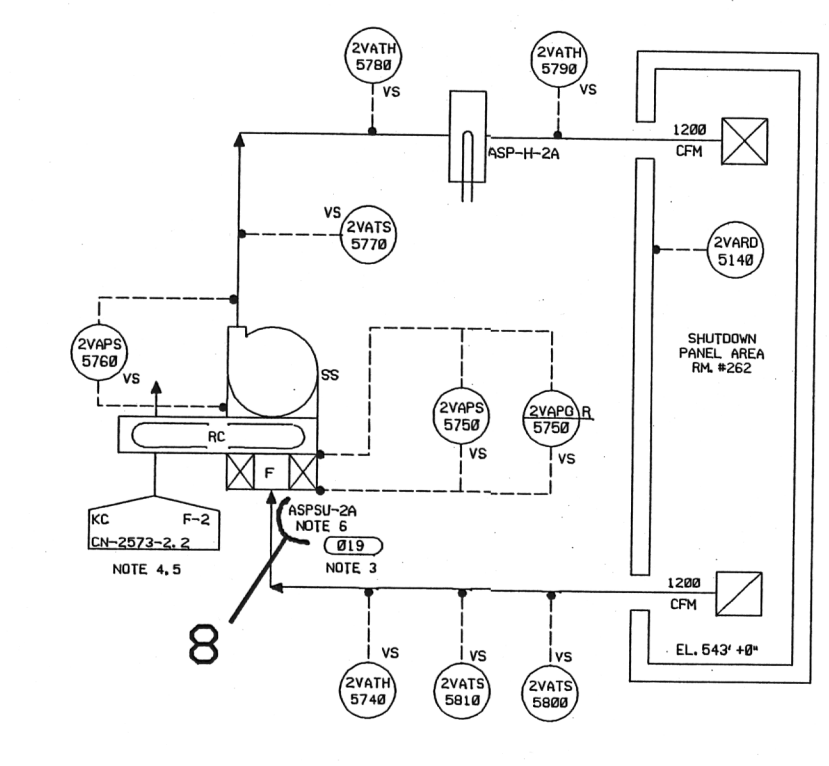 2VATH
5780
VS
2VATH
5790
VS
ASP-H-2A
1200
CFM
VS
2VATS
5770
2VARD
5140
2VAPS
5760
VS
SS
SHUTDOWN
PANEL AREA
RM. #262
2VAPS
5750
VS
2VAPG R
5750
VS
RC
F
KC F-2
CN-2573-2.2
NOTE 4,5
ASPSU-2A
NOTE 6
019
NOTE 3
8
1200
CFM
EL. 543' +0"
VS
2VATH
5740
VS
2VATS
5810
VS
2VATS
5800